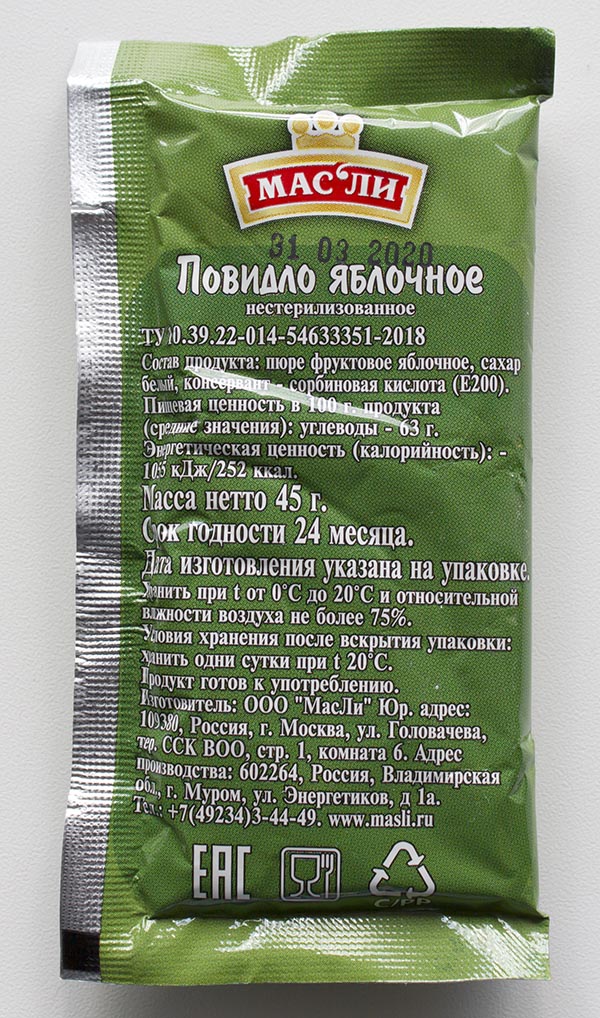 МАС'ЛИ
31 03 2020
Повидло яблочное
нестерилизованное
ТУ 10.39.22-014-54633351-2018
Состав продукта: пюре фруктовое яблочное, сахар
белый, консервант - сорбиновая кислота (Е200).
Пищевая ценность в 100 г. продукта
(средние значения): углеводы - 63 г.
Энергетическая ценность (калорийность): -
кДж/252 ккал.
Масса нетто 45 г.
Срок годности 24 месяца.
Дата изготовления указана на упаковке.
Хранить при t от 0°С до 20°С и относительной
влажности воздуха не более 75%.
Условия хранения после вскрытия упаковки:
хранить одни сутки при t 20°С.
Продукт готов к употреблению.
Изготовитель: ООО "МасЛи" Юр. адрес:
109380, Россия, г. Москва, ул. Головачева,
тер. ССК ВОО, стр. 1, комната 6. Адрес
производства: 602264, Россия, Владимирская
обл., г. Муром, ул. Энергетиков, д 1а.
Тел.: +7(49234)3-44-49. www.masli.ru
ЕАС
C/PP